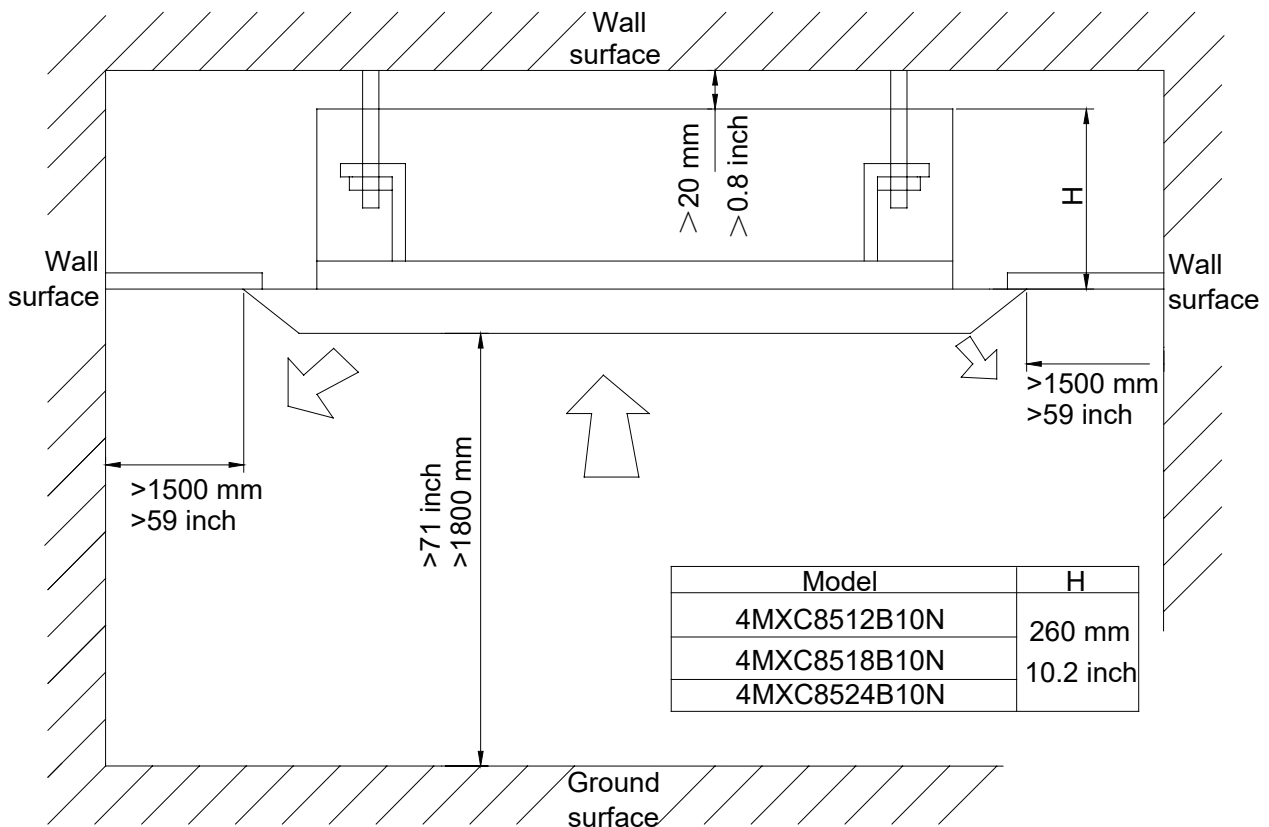 Wall
surface
>20 mm
>0.8 inch
H
Wall
surface
Wall
surface
>1500 mm
>59 inch
>1500 mm
>59 inch
>71 inch
>1800 mm
Model H
4MXC8512B10N
4MXC8518B10N
4MXC8524B10N
260 mm
10.2 inch
Ground
surface